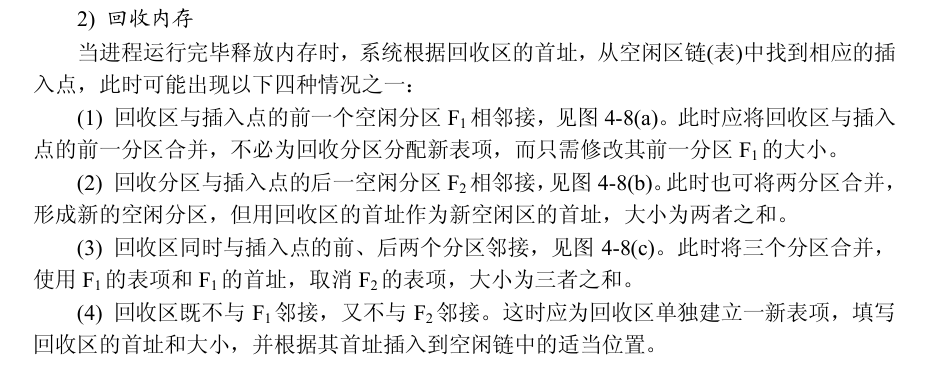 2) 回收内存
当进程运行完毕释放内存时，系统根据回收区的首址，从空闲区链(表)中找到相应的插
入点，此时可能出现以下四种情况之一：
(1) 回收区与插入点的前一个空闲分区 F₁ 相邻接，见图 4-8(a)。此时应将回收区与插入
点的前一分区合并，不必为回收分区分配新表项，而只需修改其前一分区 F₁ 的大小。
(2) 回收分区与插入点的后一空闲分区 F₂ 相邻接，见图 4-8(b)。此时也可将两分区合并，
形成新的空闲分区，但用回收区的首址作为新空闲区的首址，大小为两者之和。
(3) 回收区同时与插入点的前、后两个分区邻接，见图 4-8(c)。此时将三个分区合并，
使用 F₁ 的表项和 F₁ 的首址，取消 F₂ 的表项，大小为三者之和。
(4) 回收区既不与 F₁ 邻接，又不与 F₂ 邻接。这时应为回收区单独建立一新表项，填写
回收区的首址和大小，并根据其首址插入到空闲链中的适当位置。